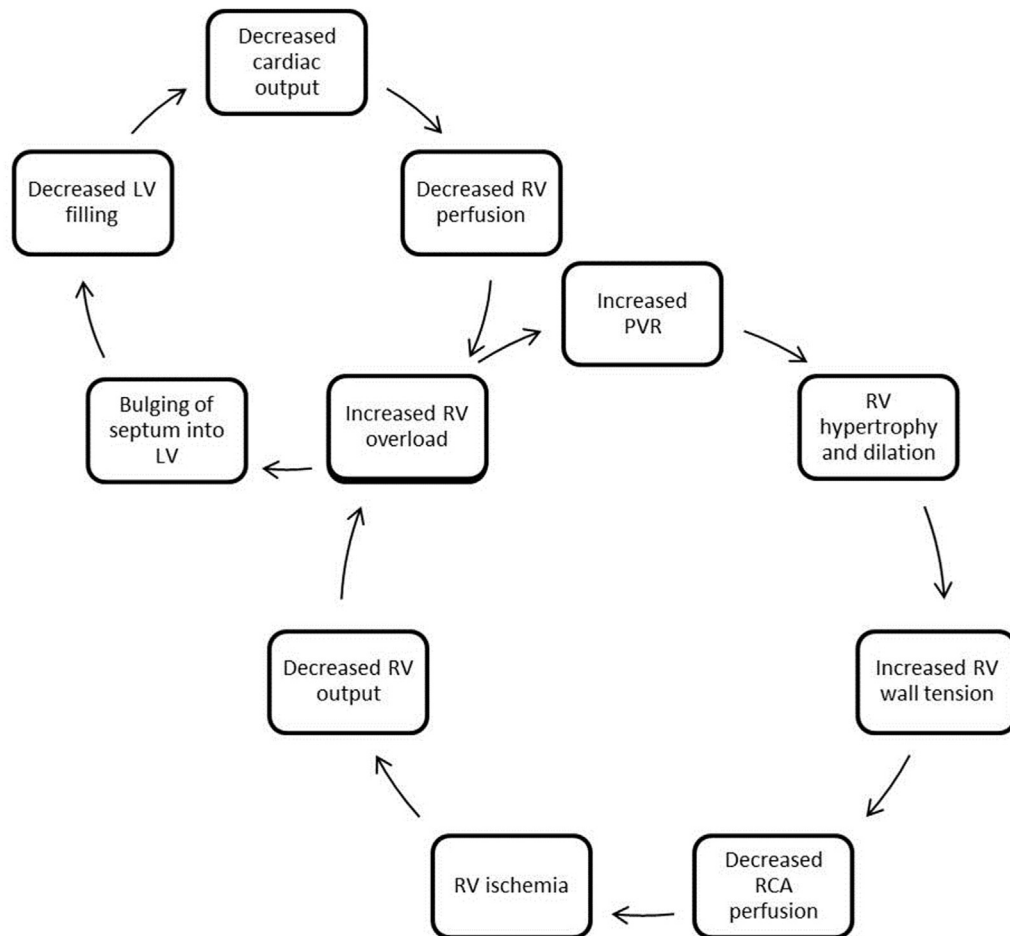 Decreased
cardiac
output
Decreased LV
filling
Decreased RV
perfusion
Increased
PVR
Bulging of
septum into
LV
Increased RV
overload
RV
hypertrophy
and dilation
Decreased RV
output
Increased RV
wall tension
RV ischemia
Decreased
RCA
perfusion